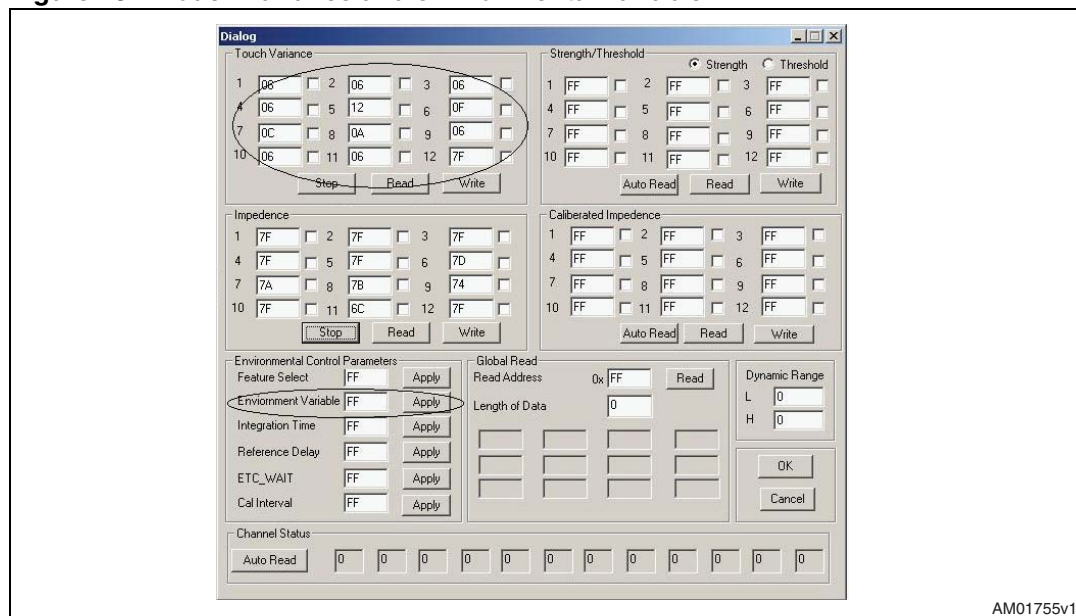 Dialog
Touch Variance
1 06 2 06 3 06
4 06 5 12 6 0F
7 0C 8 0A 9 06
10 06 11 06 12 7F
Stop Read Write
Strength/Threshold
Strength Threshold
1 FF 2 FF 3 FF
4 FF 5 FF 6 FF
7 FF 8 FF 9 FF
10 FF 11 FF 12 FF
Auto Read Read Write
Impedence
1 7F 2 7F 3 7F
4 7F 5 7F 6 7D
7 7A 8 7B 9 74
10 7F 11 6C 12 7F
Stop Read Write
Caliberated Impedence
1 FF 2 FF 3 FF
4 FF 5 FF 6 FF
7 FF 8 FF 9 FF
10 FF 11 FF 12 FF
Auto Read Read Write
Environmental Control Parameters
Feature Select FF Apply
Enviornment Variable FF Apply
Integration Time FF Apply
Reference Delay FF Apply
ETC_WAIT FF Apply
Cal Interval FF Apply
Global Read
Read Address 0x FF Read
Length of Data 0
Dynamic Range
L 0
H 0
OK
Cancel
Channel Status
Auto Read 0 0 0 0 0 0 0 0 0 0 0 0
AM01755v1